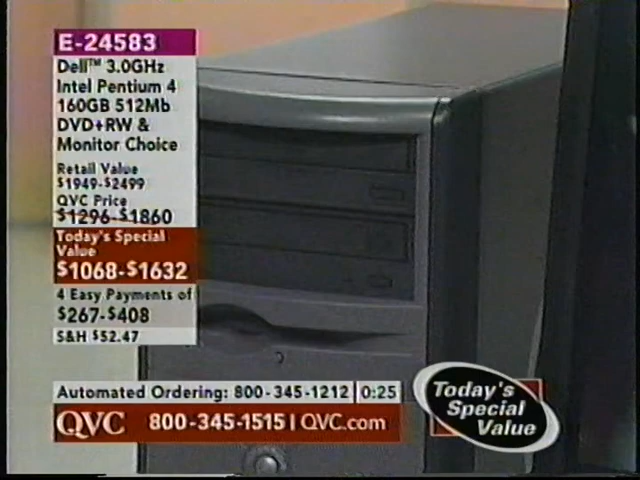 E-24583
Dell™ 3.0GHz
Intel Pentium 4
160GB 512Mb
DVD+RW &
Monitor Choice
Retail Value
$1949-$2499
QVC Price
$1296-$1860
Today's Special
Value
$1068-$1632
4 Easy Payments of
$267-$408
S&H $52.47
Automated Ordering: 800-345-1212 0:25
QVC 800-345-1515 | QVC.com
Today's
Special
Value